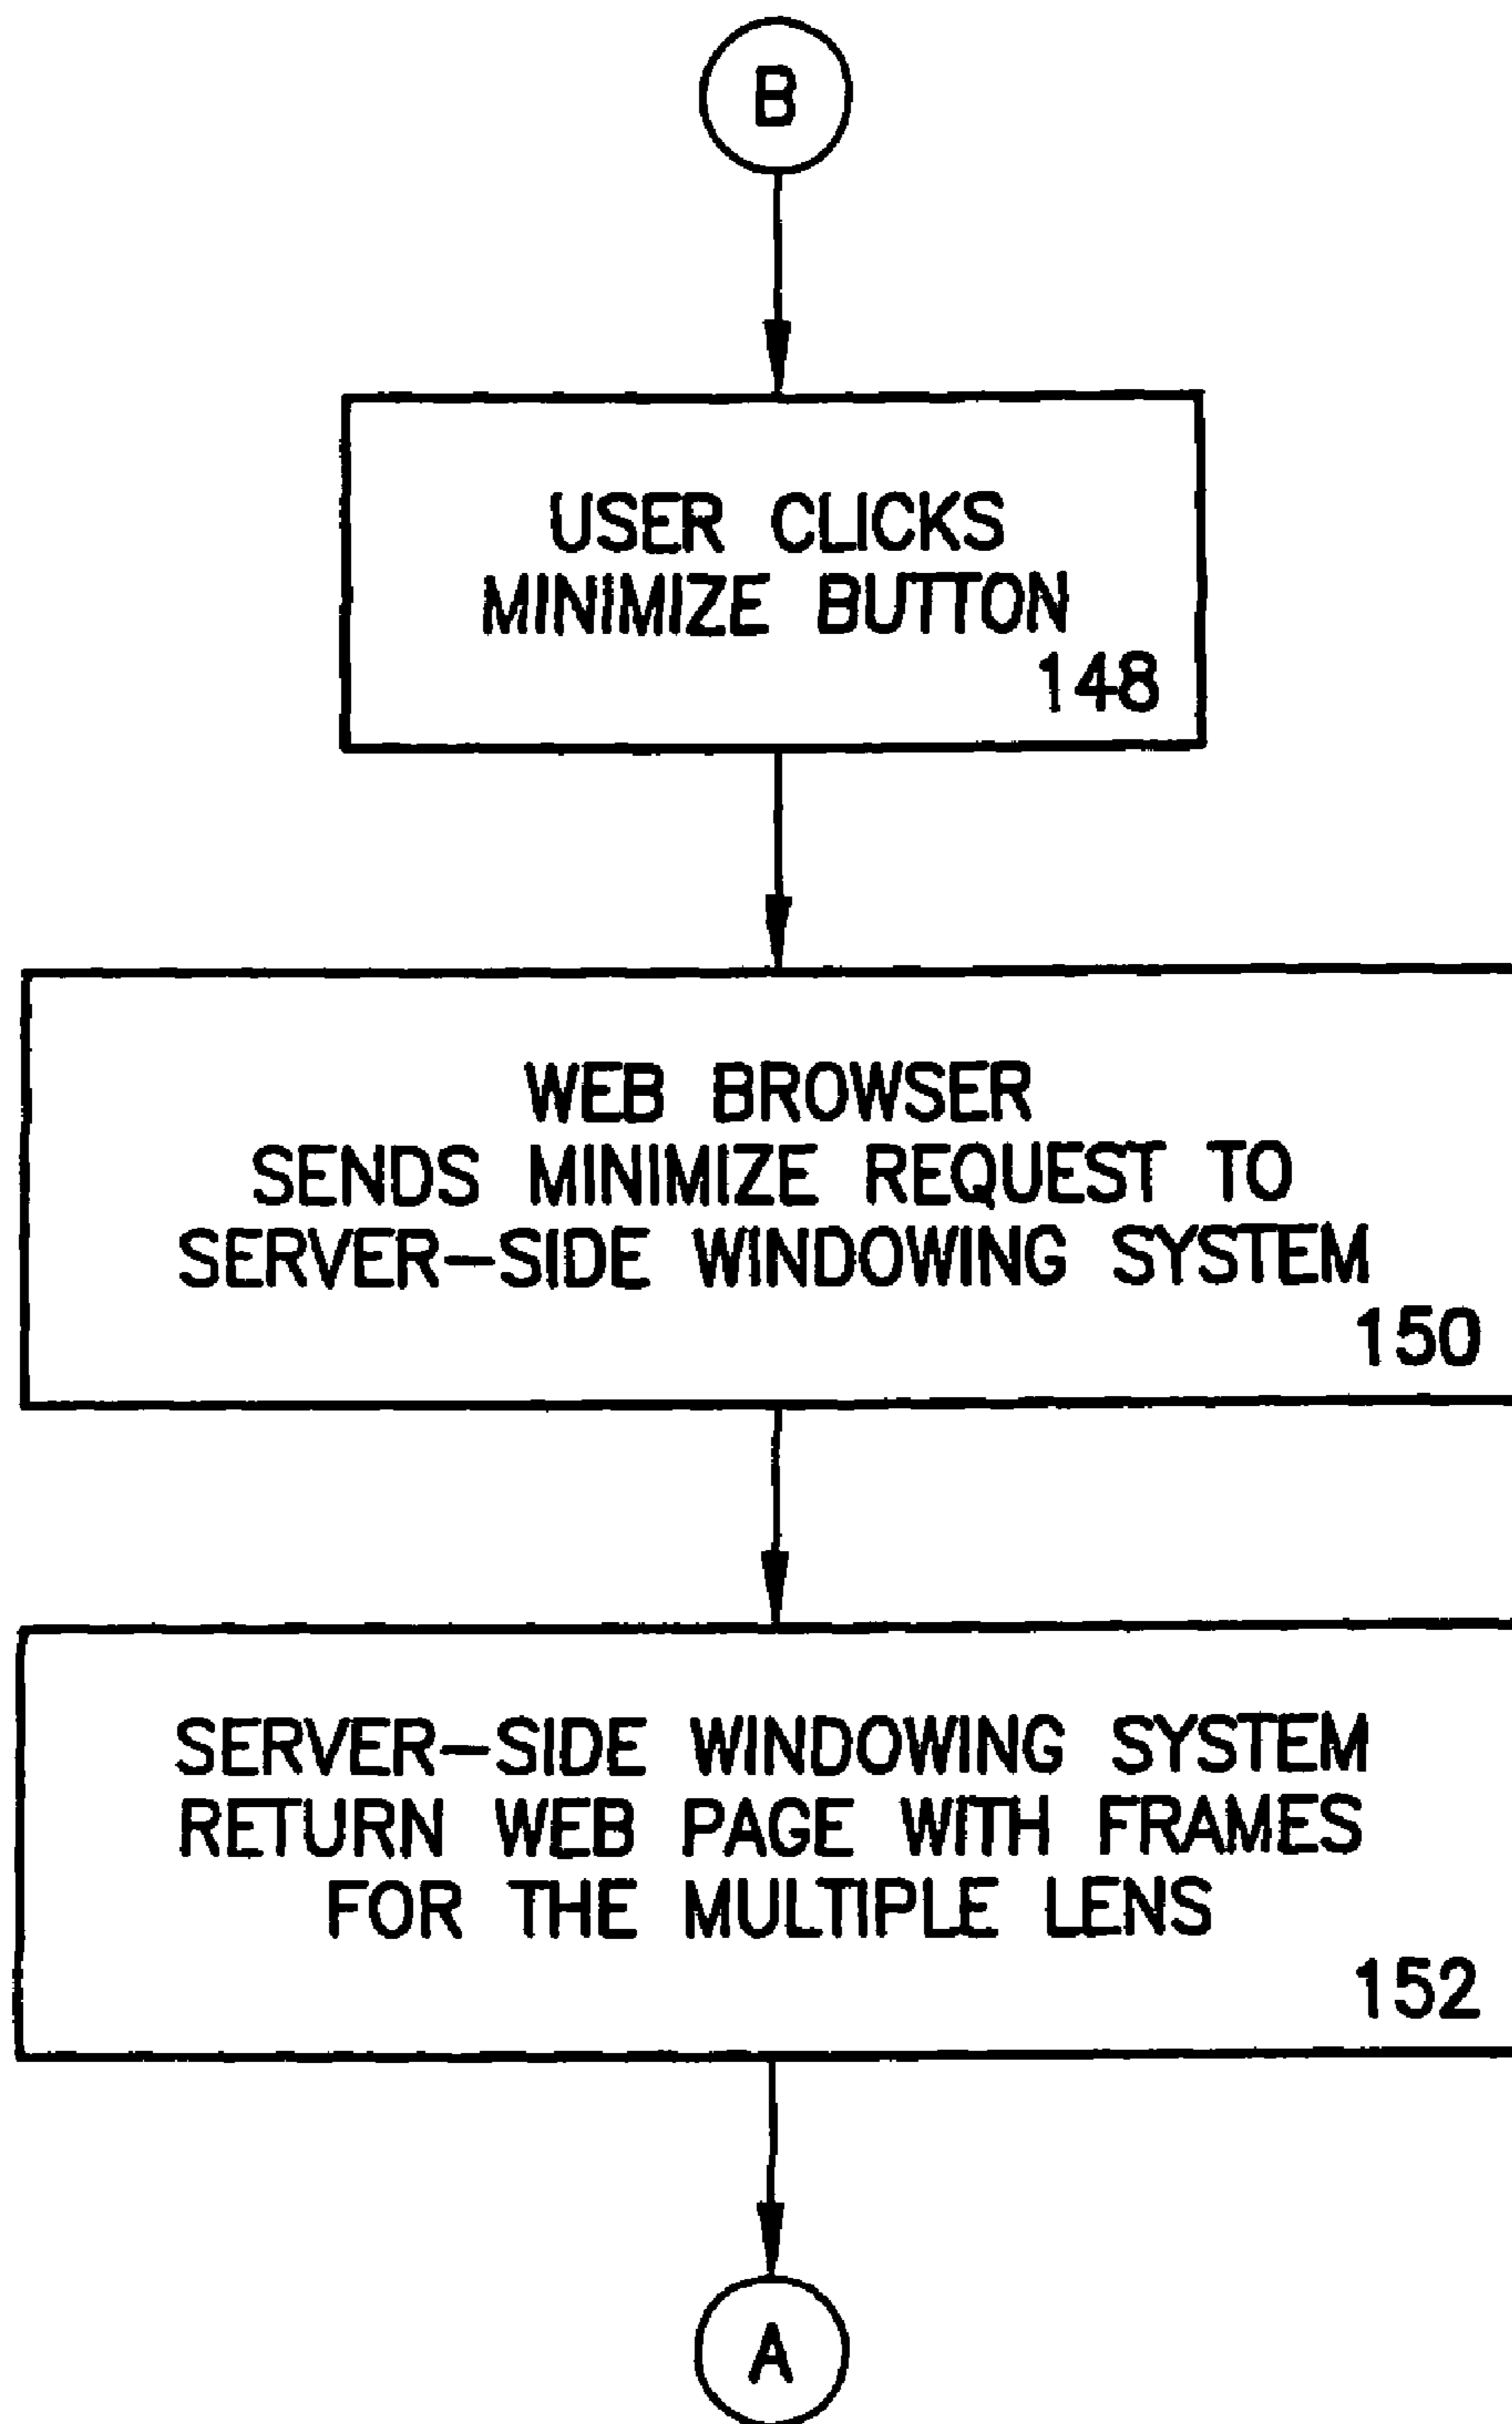 B
USER CLICKS
MINIMIZE BUTTON
148
WEB BROWSER
SENDS MINIMIZE REQUEST TO
SERVER-SIDE WINDOWING SYSTEM
150
SERVER-SIDE WINDOWING SYSTEM
RETURN WEB PAGE WITH FRAMES
FOR THE MULTIPLE LENS
152
A